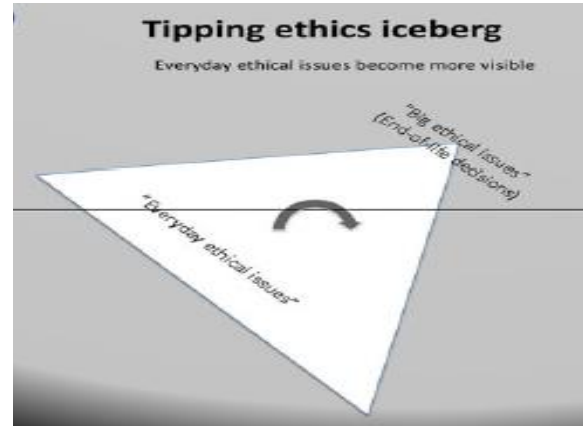 Tipping ethics iceberg
Everyday ethical issues become more visible
"Big ethical issues"
(End-of-life decisions)
"Everyday ethical issues"